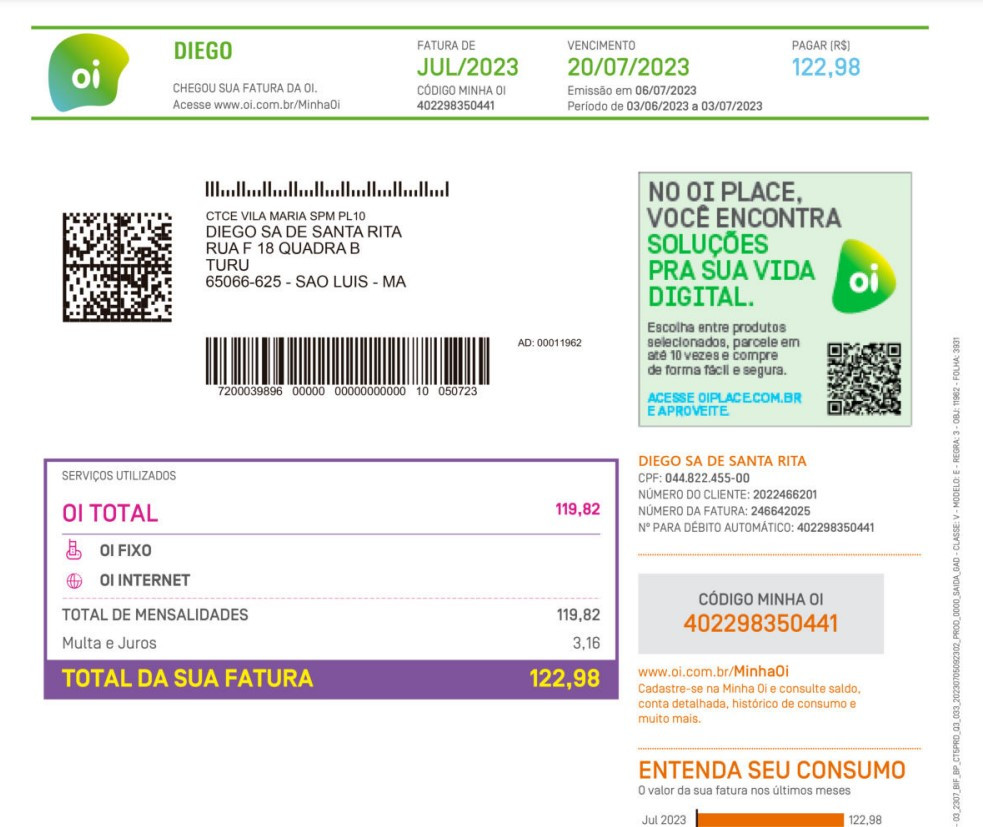 oi
DIEGO
CHEGOU SUA FATURA DA OI.
Acesse www.oi.com.br/MinhaOi
FATURA DE
JUL/2023
CÓDIGO MINHA OI
402298350441
VENCIMENTO
20/07/2023
Emissão em 06/07/2023
Período de 03/06/2023 a 03/07/2023
PAGAR (R$)
122,98
CTCE VILA MARIA SPM PL10
DIEGO SA DE SANTA RITA
RUA F 18 QUADRA B
TURU
65066-625 - SAO LUIS - MA
7200039896 00000 00000000000 10 050723
AD: 00011962
NO OI PLACE,
VOCÊ ENCONTRA
SOLUÇÕES
PRA SUA VIDA
DIGITAL.
oi
Escolha entre produtos
selecionados, parcele em
até 10 vezes e compre
de forma fácil e segura.
ACESSE OIPLACE.COM.BR
E APROVEITE.
SERVIÇOS UTILIZADOS
OI TOTAL 119,82
OI FIXO
OI INTERNET
TOTAL DE MENSALIDADES 119,82
Multa e Juros 3,16
TOTAL DA SUA FATURA 122,98
DIEGO SA DE SANTA RITA
CPF: 044.822.455-00
NÚMERO DO CLIENTE: 2022466201
NÚMERO DA FATURA: 246642025
Nº PARA DÉBITO AUTOMÁTICO: 402298350441
CÓDIGO MINHA OI
402298350441
www.oi.com.br/MinhaOi
Cadastre-se na Minha Oi e consulte saldo,
conta detalhada, histórico de consumo e
muito mais.
ENTENDA SEU CONSUMO
O valor da sua fatura nos últimos meses
Jul 2023 122,98
- CLASSE: V - MODELO: E - REGRA: 3 - OBJ: 11962 - FOLHA: 3931